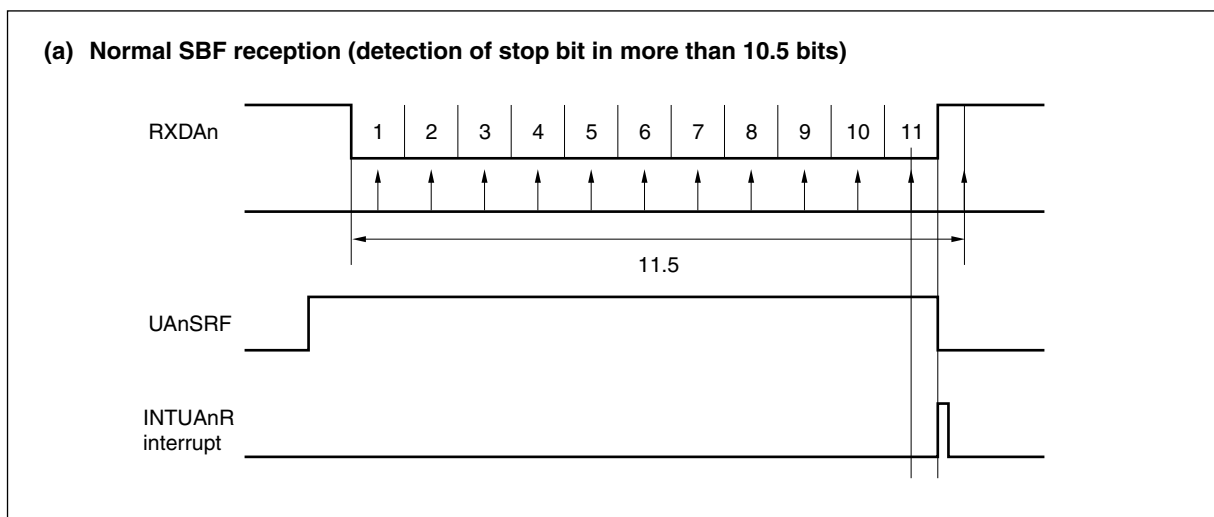 (a) Normal SBF reception (detection of stop bit in more than 10.5 bits)
RXDAn
1 2 3 4 5 6 7 8 9 10 11
11.5
UAnSRF
INTUAnR
interrupt